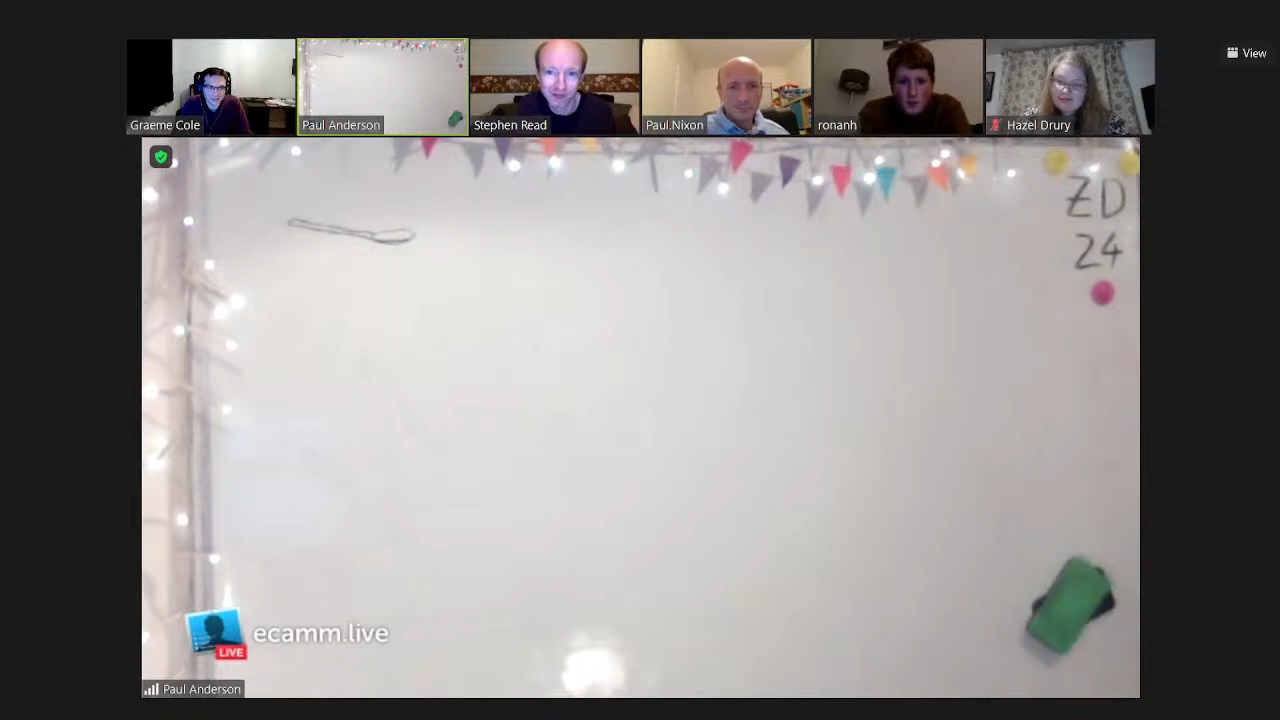 View
Graeme Cole
Paul Anderson
Stephen Read
Paul.Nixon
ronanh
Hazel Drury
ZD
24
ecamm.live
LIVE
Paul Anderson